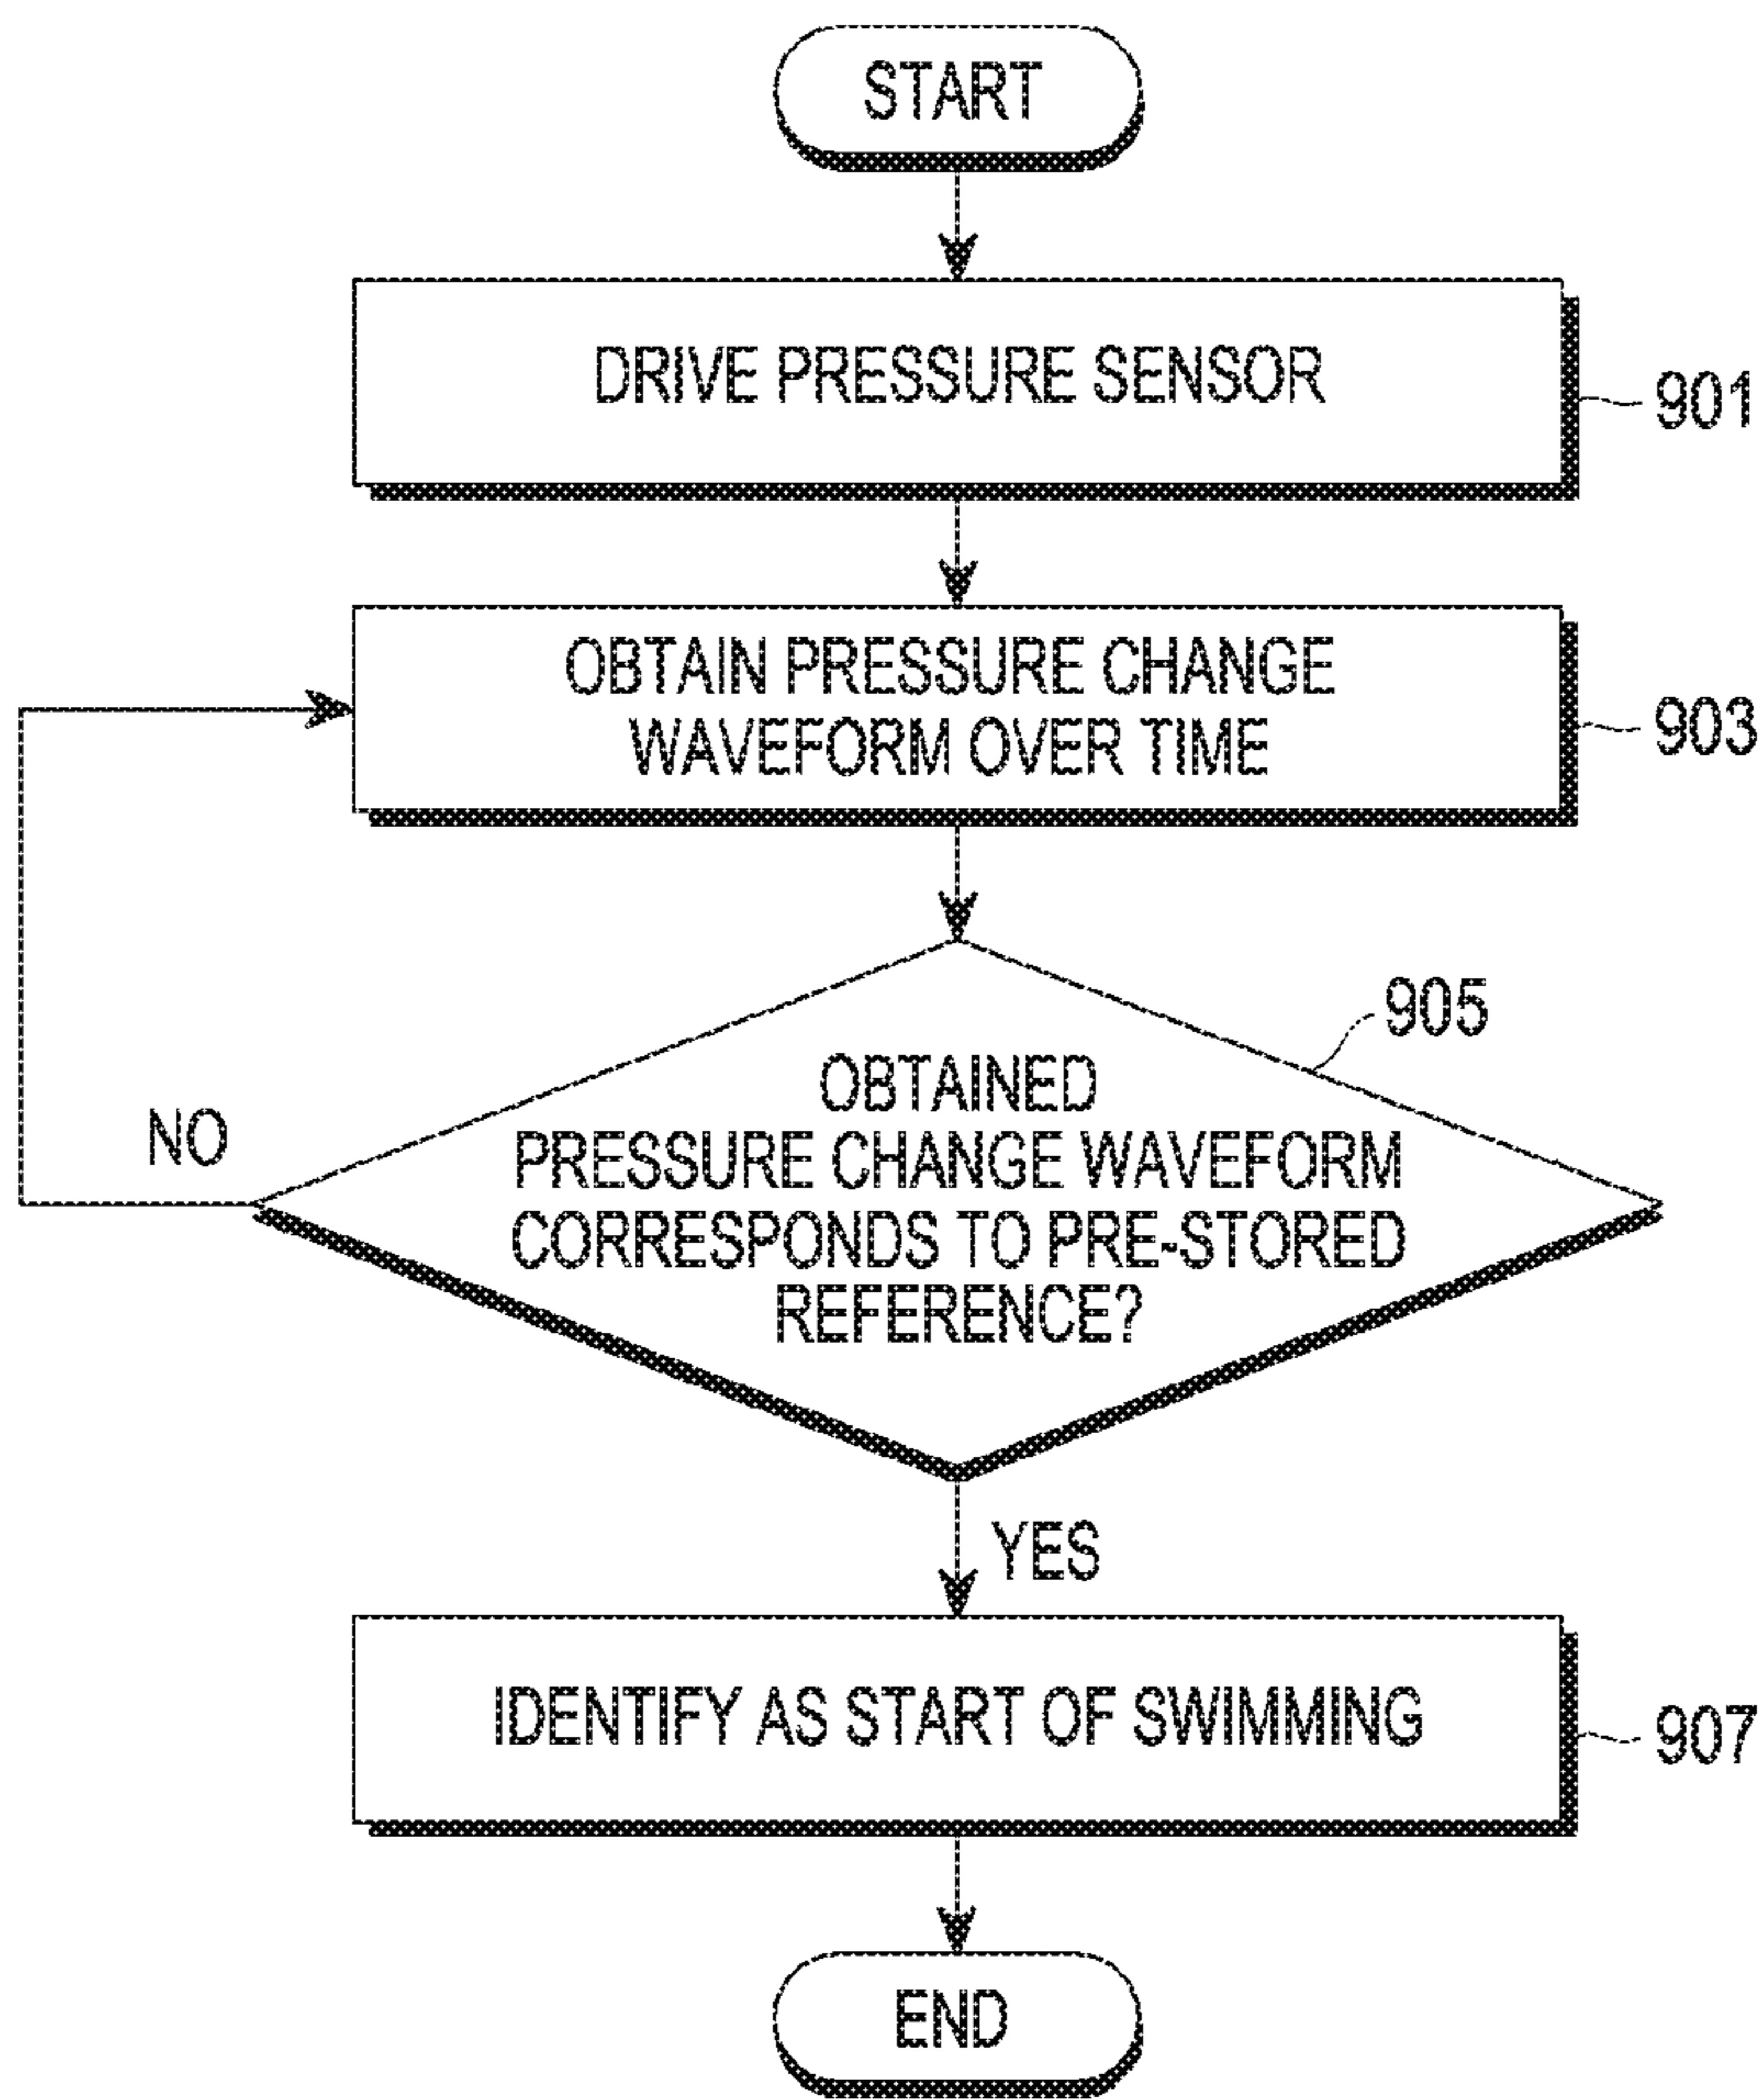 START
DRIVE PRESSURE SENSOR
901
OBTAIN PRESSURE CHANGE
WAVEFORM OVER TIME
903
905
OBTAINED
PRESSURE CHANGE WAVEFORM
CORRESPONDS TO PRE-STORED
REFERENCE?
NO
YES
IDENTIFY AS START OF SWIMMING
907
END